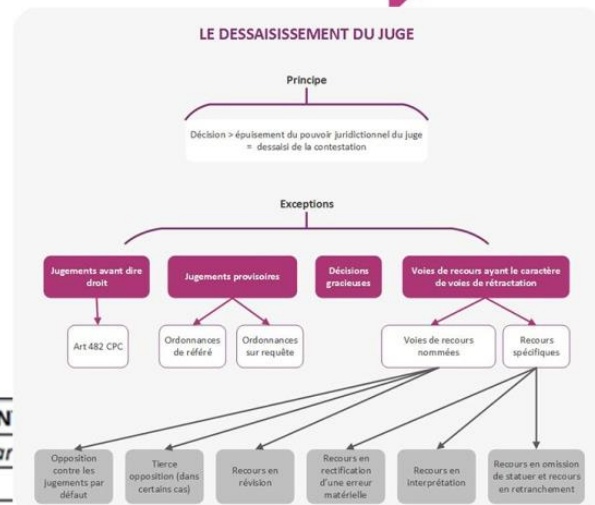 LE DESSAISISSEMENT DU JUGE
Principe
Décision > épuisement du pouvoir juridictionnel du juge
= dessaisi de la contestation
Exceptions
Jugements avant dire
droit
Jugements provisoires
Décisions
gracieuses
Voies de recours ayant le caractère
de voies de rétractation
Art 482 CPC
Ordonnances
de référé
Ordonnances
sur requête
Voies de recours
nommées
Recours
spécifiques
Opposition
contre les
jugements par
défaut
Tierce
opposition (dans
certains cas)
Recours en
révision
Recours en
rectification
d'une erreur
matérielle
Recours en
interprétation
Recours en omission
de statuer et recours
en retranchement